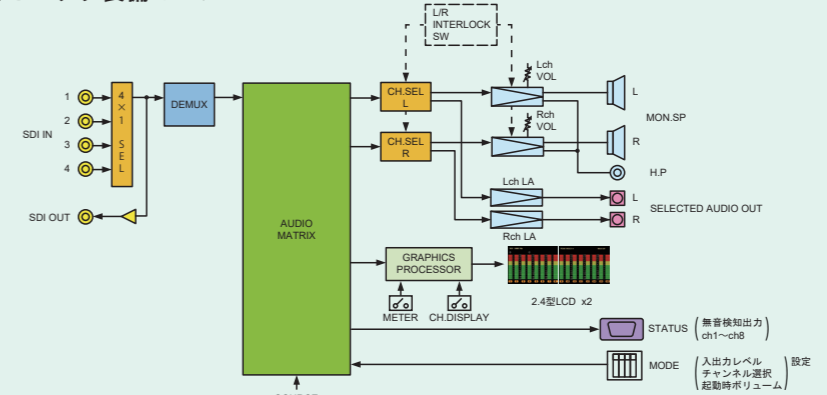 L/R
INTERLOCK
SW
Lch
VOL
1
2
3
4
SDI IN
4
×
1
S
E
L
DEMUX
CH.SEL
L
L
MON.SP
Rch
VOL
CH.SEL
R
R
H.P
SDI OUT
AUDIO
MATRIX
Lch LA
L
SELECTED AUDIO OUT
R
Rch LA
GRAPHICS
PROCESSOR
2.4型LCD x2
METER
CH.DISPLAY
STATUS
無音検知出力
ch1～ch8
MODE
入出力レベル
チャンネル選択
起動時ボリューム
設定